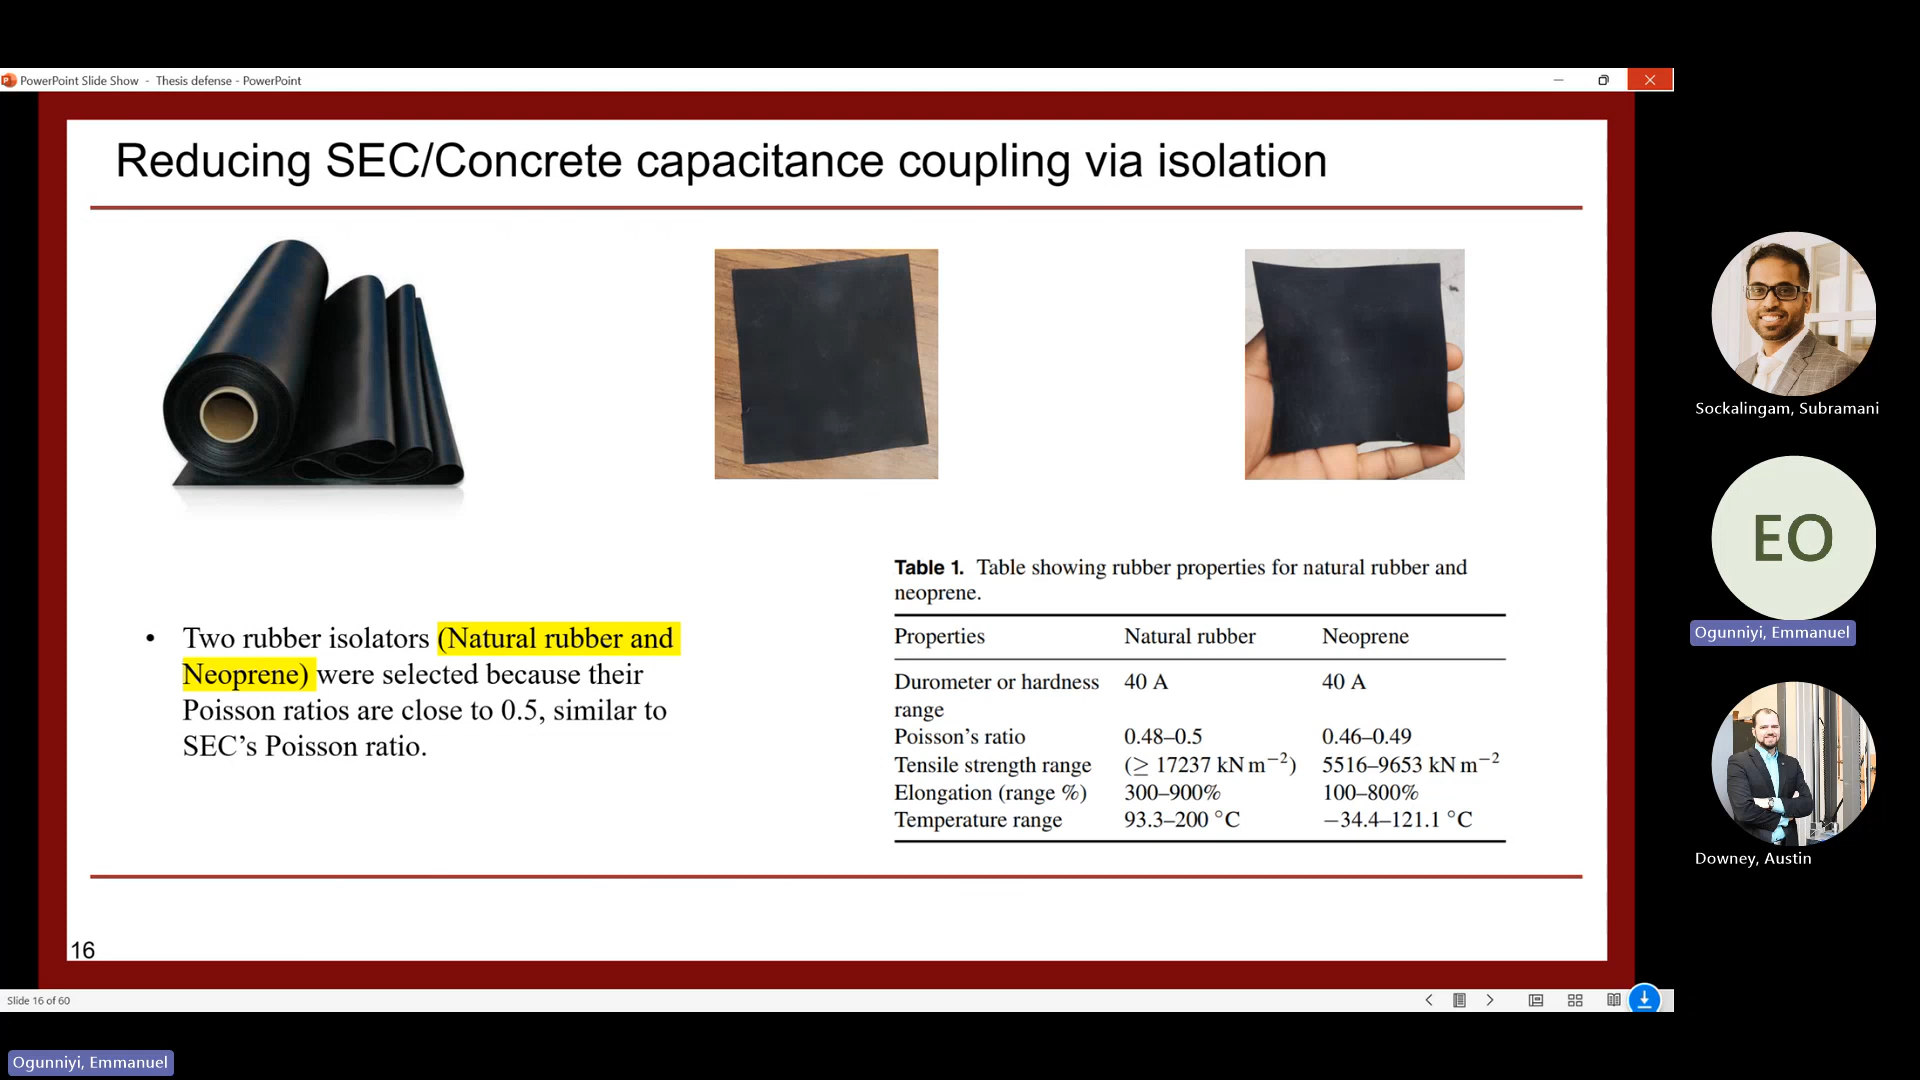 PowerPoint Slide Show - Thesis defense - PowerPoint
Reducing SEC/Concrete capacitance coupling via isolation
• Two rubber isolators (Natural rubber and
Neoprene) were selected because their
Poisson ratios are close to 0.5, similar to
SEC’s Poisson ratio.
Table 1. Table showing rubber properties for natural rubber and
neoprene.
Properties Natural rubber Neoprene
Durometer or hardness 40 A 40 A
range
Poisson’s ratio 0.48–0.5 0.46–0.49
Tensile strength range (≥ 17237 kN m⁻²) 5516–9653 kN m⁻²
Elongation (range %) 300–900% 100–800%
Temperature range 93.3–200 °C −34.4–121.1 °C
16
Slide 16 of 60
Sockalingam, Subramani
EO
Ogunniyi, Emmanuel
Downey, Austin
Ogunniyi, Emmanuel